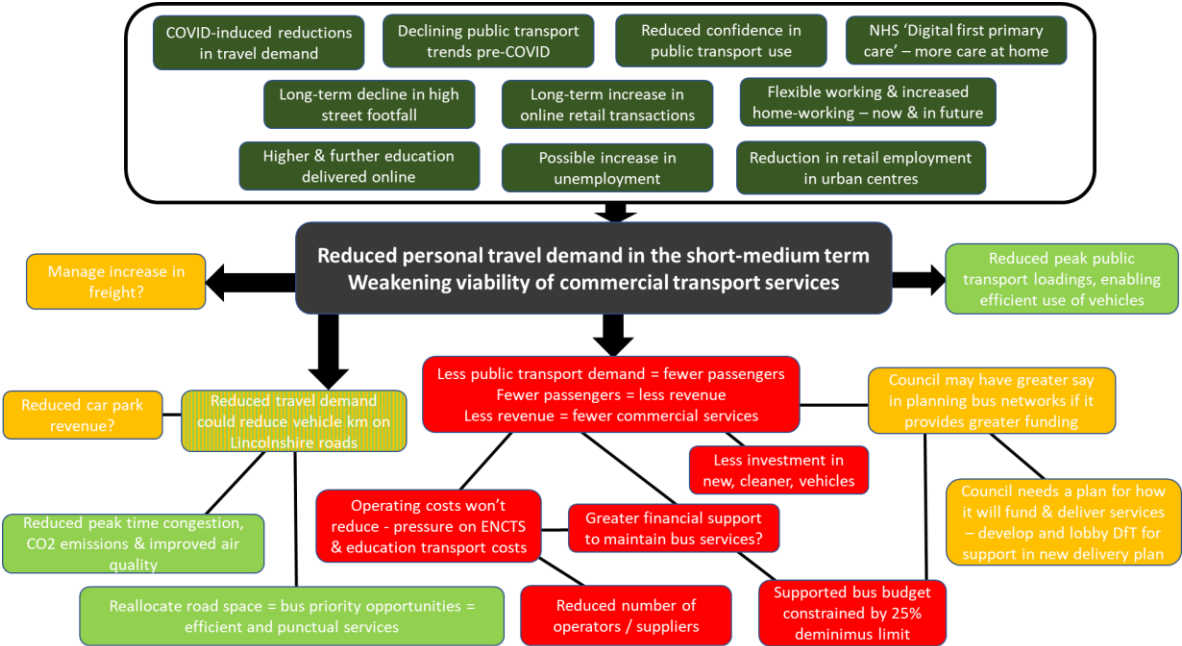 COVID-induced reductions
in travel demand
Declining public transport
trends pre-COVID
Reduced confidence in
public transport use
NHS ‘Digital first primary
care’ – more care at home
Long-term decline in high
street footfall
Long-term increase in
online retail transactions
Flexible working & increased
home-working – now & in future
Higher & further education
delivered online
Possible increase in
unemployment
Reduction in retail employment
in urban centres
Reduced personal travel demand in the short-medium term
Weakening viability of commercial transport services
Manage increase in
freight?
Reduced peak public
transport loadings, enabling
efficient use of vehicles
Reduced car park
revenue?
Reduced travel demand
could reduce vehicle km on
Lincolnshire roads
Less public transport demand = fewer passengers
Fewer passengers = less revenue
Less revenue = fewer commercial services
Council may have greater say
in planning bus networks if it
provides greater funding
Less investment in
new, cleaner, vehicles
Reduced peak time congestion,
CO2 emissions & improved air
quality
Operating costs won’t
reduce - pressure on ENCTS
& education transport costs
Greater financial support
to maintain bus services?
Council needs a plan for how
it will fund & deliver services
– develop and lobby DfT for
support in new delivery plan
Reallocate road space = bus priority opportunities =
efficient and punctual services
Reduced number of
operators / suppliers
Supported bus budget
constrained by 25%
deminimus limit